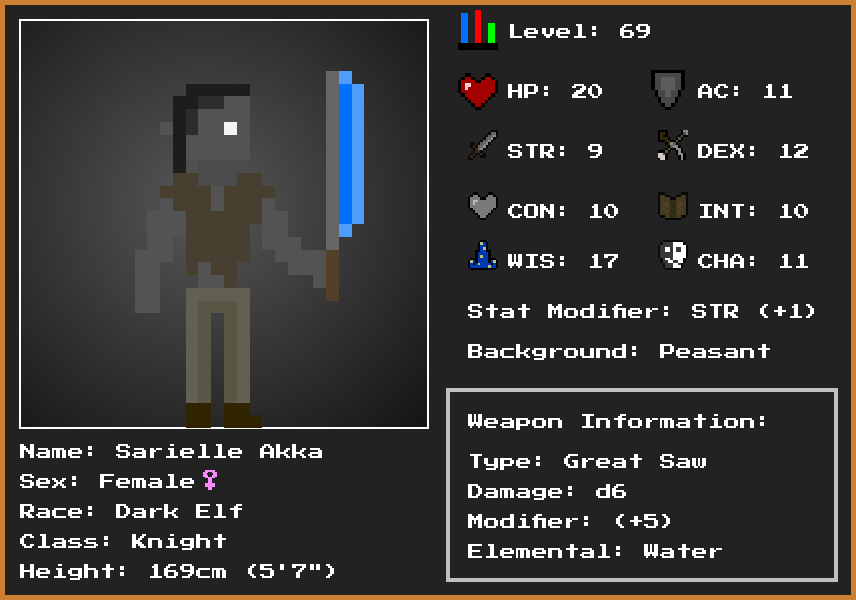 Level: 69
HP: 20
AC: 11
STR: 9
DEX: 12
CON: 10
INT: 10
WIS: 17
CHA: 11
Stat Modifier: STR (+1)
Background: Peasant
Weapon Information:
Type: Great Saw
Damage: d6
Modifier: (+5)
Elemental: Water
Name: Sarielle Akka
Sex: Female♀
Race: Dark Elf
Class: Knight
Height: 169cm (5'7")